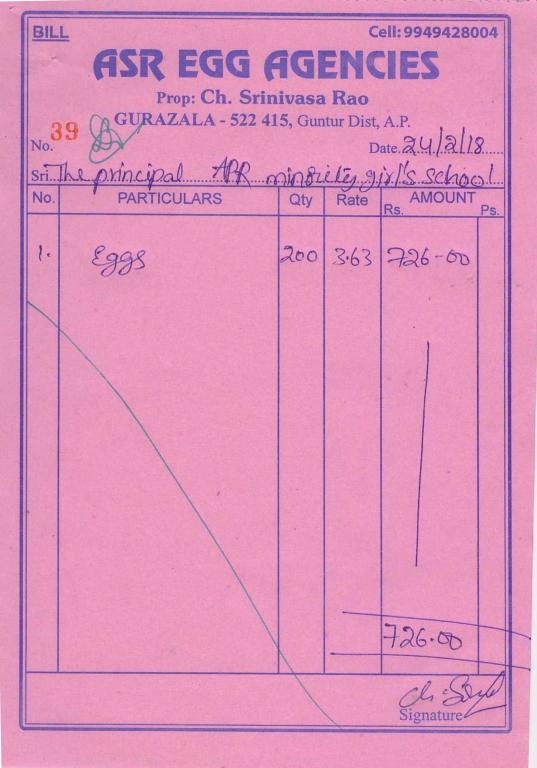 BILL Cell: 9949428004
ASR EGG AGENCIES
Prop: Ch. Srinivasa Rao
GURAZALA - 522 415, Guntur Dist, A.P.
No. 39 Date. 24/2/18
Sri. The principal APR minoriety girl's school
No. PARTICULARS Qty Rate AMOUNT
Rs. Ps.
1. Eggs 200 3.63 726-00
726.00
Signature